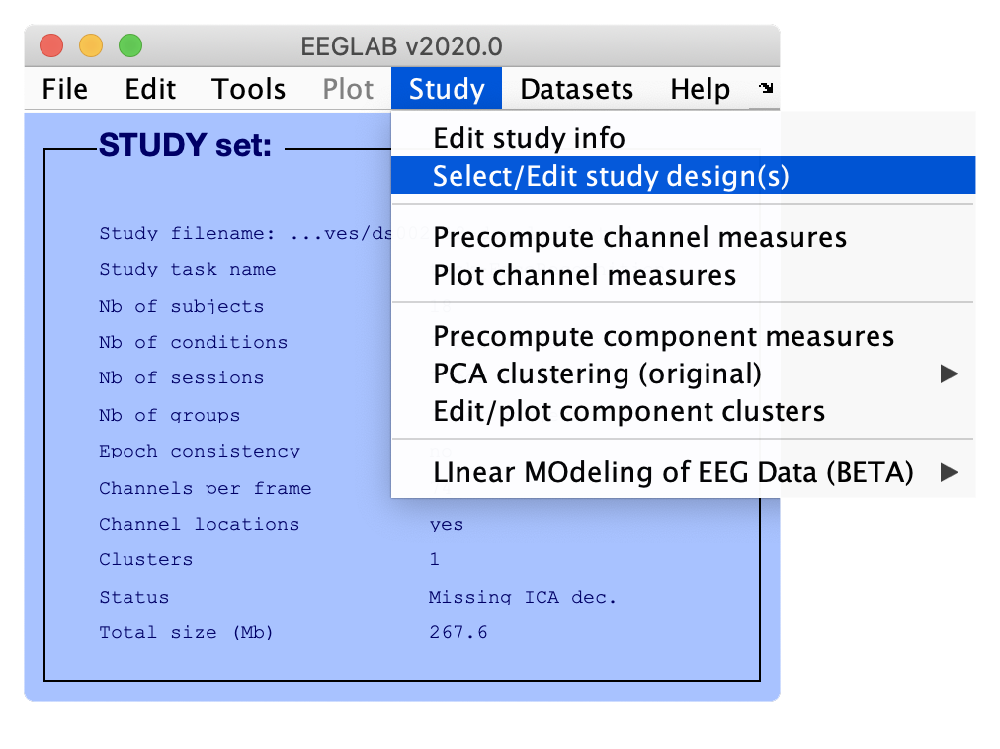 EEGLAB v2020.0
File Edit Tools Plot Study Datasets Help
STUDY set:
Edit study info
Select/Edit study design(s)
Precompute channel measures
Plot channel measures
Precompute component measures
PCA clustering (original)
Edit/plot component clusters
LInear MOdeling of EEG Data (BETA)
Study filename: ...ves/ds
Study task name
Nb of subjects
Nb of conditions
Nb of sessions
Nb of groups
Epoch consistency
Channels per frame
Channel locations yes
Clusters 1
Status Missing ICA dec.
Total size (Mb) 267.6